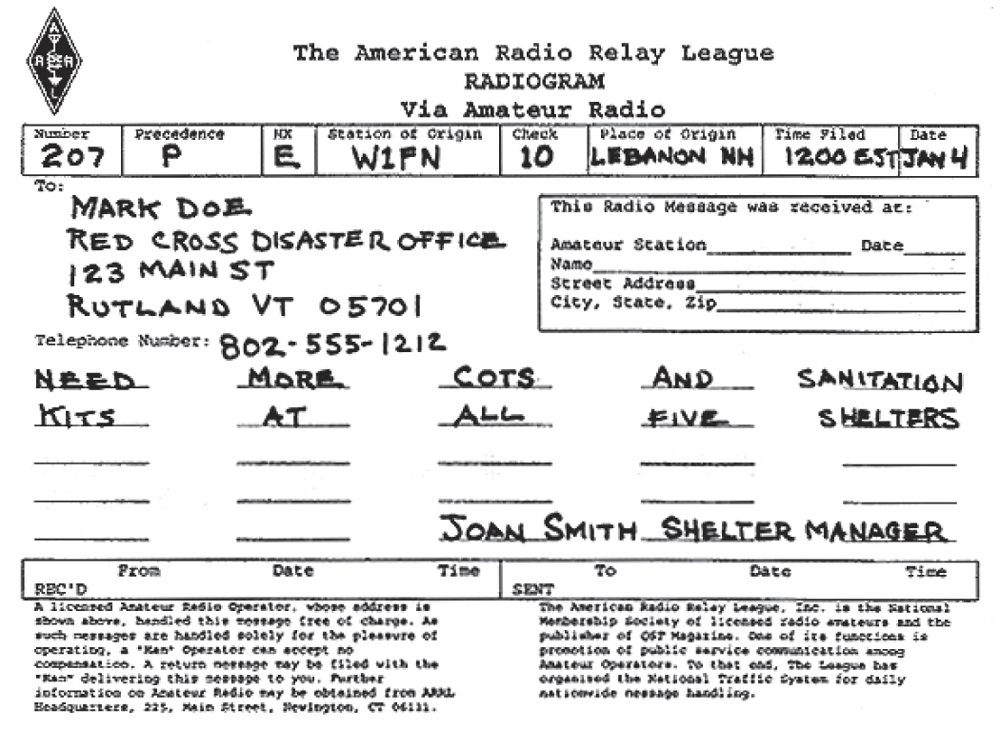 The American Radio Relay League
RADIOGRAM
Via Amateur Radio
Number Precedence HX Station of Origin Check Place of Origin Time Filed Date
207 P E W1FN 10 LEBANON NH 1200 EST JAN 4
To:
MARK DOE
RED CROSS DISASTER OFFICE
123 MAIN ST
RUTLAND VT 05701
Telephone Number: 802-555-1212
This Radio Message was received at:
Amateur Station Date
Name
Street Address
City, State, Zip
NEED MORE COTS AND SANITATION
KITS AT ALL FIVE SHELTERS
JOAN SMITH SHELTER MANAGER
From Date Time To Date Time
REC'D SENT
A licensed Amateur Radio Operator, whose address is
shown above, handled this message free of charge. As
such messages are handled solely for the pleasure of
operating, a "Ham" Operator can accept no
compensation. A return message may be filed with the
"Ham" delivering this message to you. Further
information on Amateur Radio may be obtained from ARRL
Headquarters, 225, Main Street, Newington, CT 06111.
The American Radio Relay League, Inc. is the National
Membership Society of licensed radio amateurs and the
publisher of QST Magazine. One of its functions is
promotion of public service communication among
Amateur Operators. To that end, The League has
organized the National Traffic System for daily
nationwide message handling.